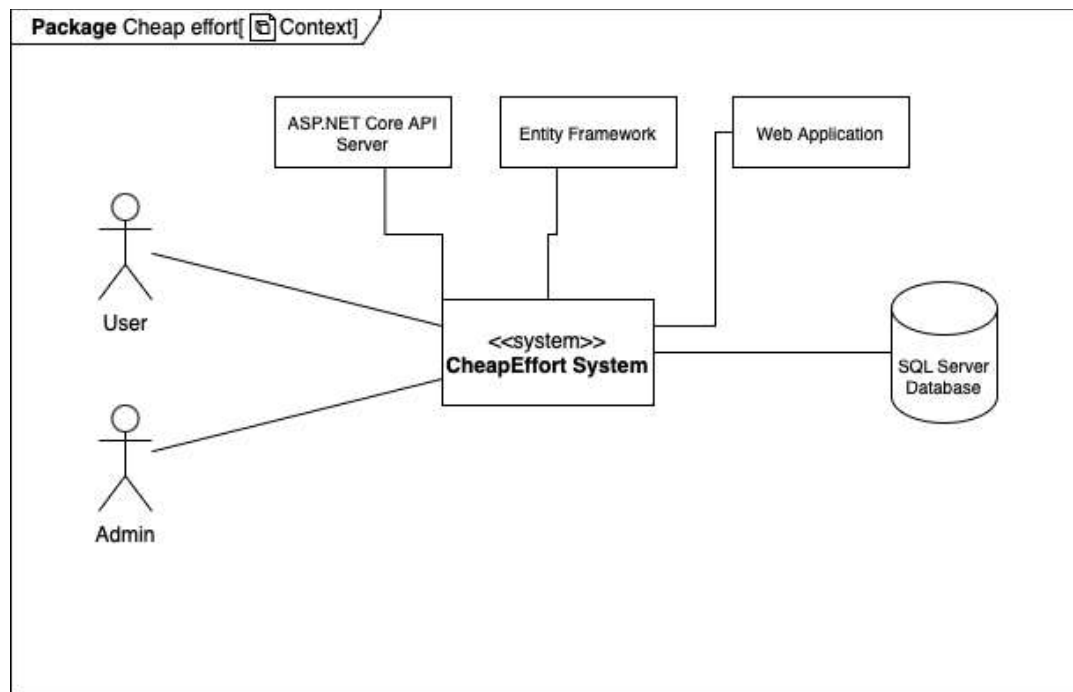 Package Cheap effort[ Context]
ASP.NET Core API
Server
Entity Framework
Web Application
User
<<system>>
CheapEffort System
SQL Server
Database
Admin